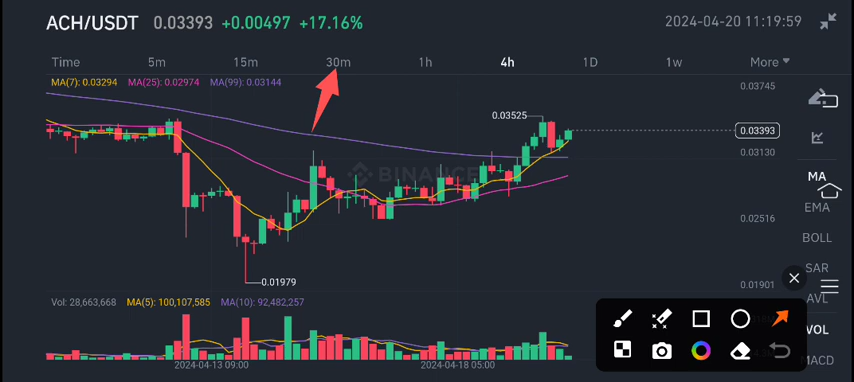 ACH/USDT 0.03393 +0.00497 +17.16% 2024-04-20 11:19:59
Time 5m 15m 30m 1h 4h 1D 1w More
MA(7): 0.03294 MA(25): 0.02974 MA(99): 0.03144
0.03745
0.03525
0.03393
0.03130
BINANCE
MA
EMA
0.02516
BOLL
SAR
0.01979
0.01901
AVL
Vol: 28,663,668 MA(5): 100,107,585 MA(10): 92,482,257
VOL
MACD
2024-04-13 09:00 2024-04-18 05:00